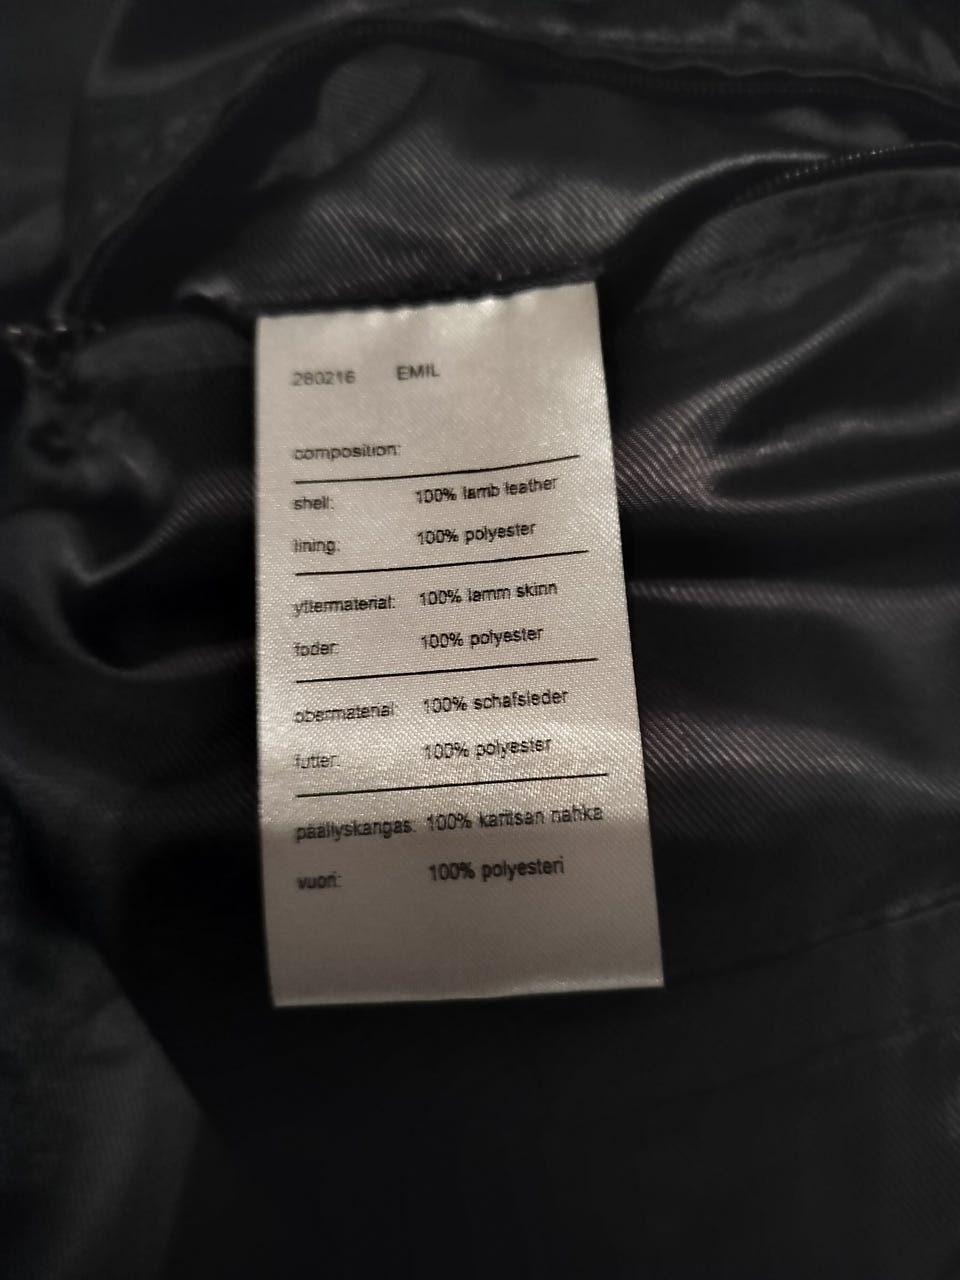 280216 EMIL
composition:
shell: 100% lamb leather
lining: 100% polyester
yttermaterial: 100% lamm skinn
foder: 100% polyester
obermaterial: 100% schafsleder
futter: 100% polyester
päällyskangas: 100% karitsan nahka
vuori: 100% polyesteri